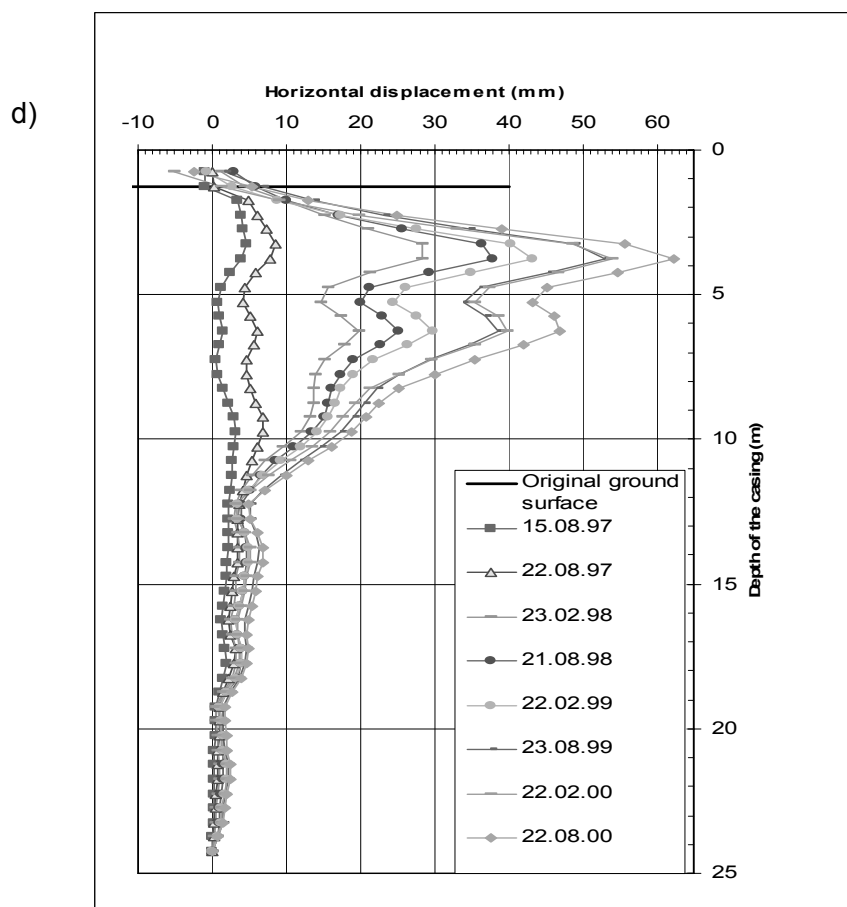 d)
Horizontal displacement (mm)
-10 0 10 20 30 40 50 60
0
5
10
15
20
25
Depth of the casing (m)
Original ground
surface
15.08.97
22.08.97
23.02.98
21.08.98
22.02.99
23.08.99
22.02.00
22.08.00